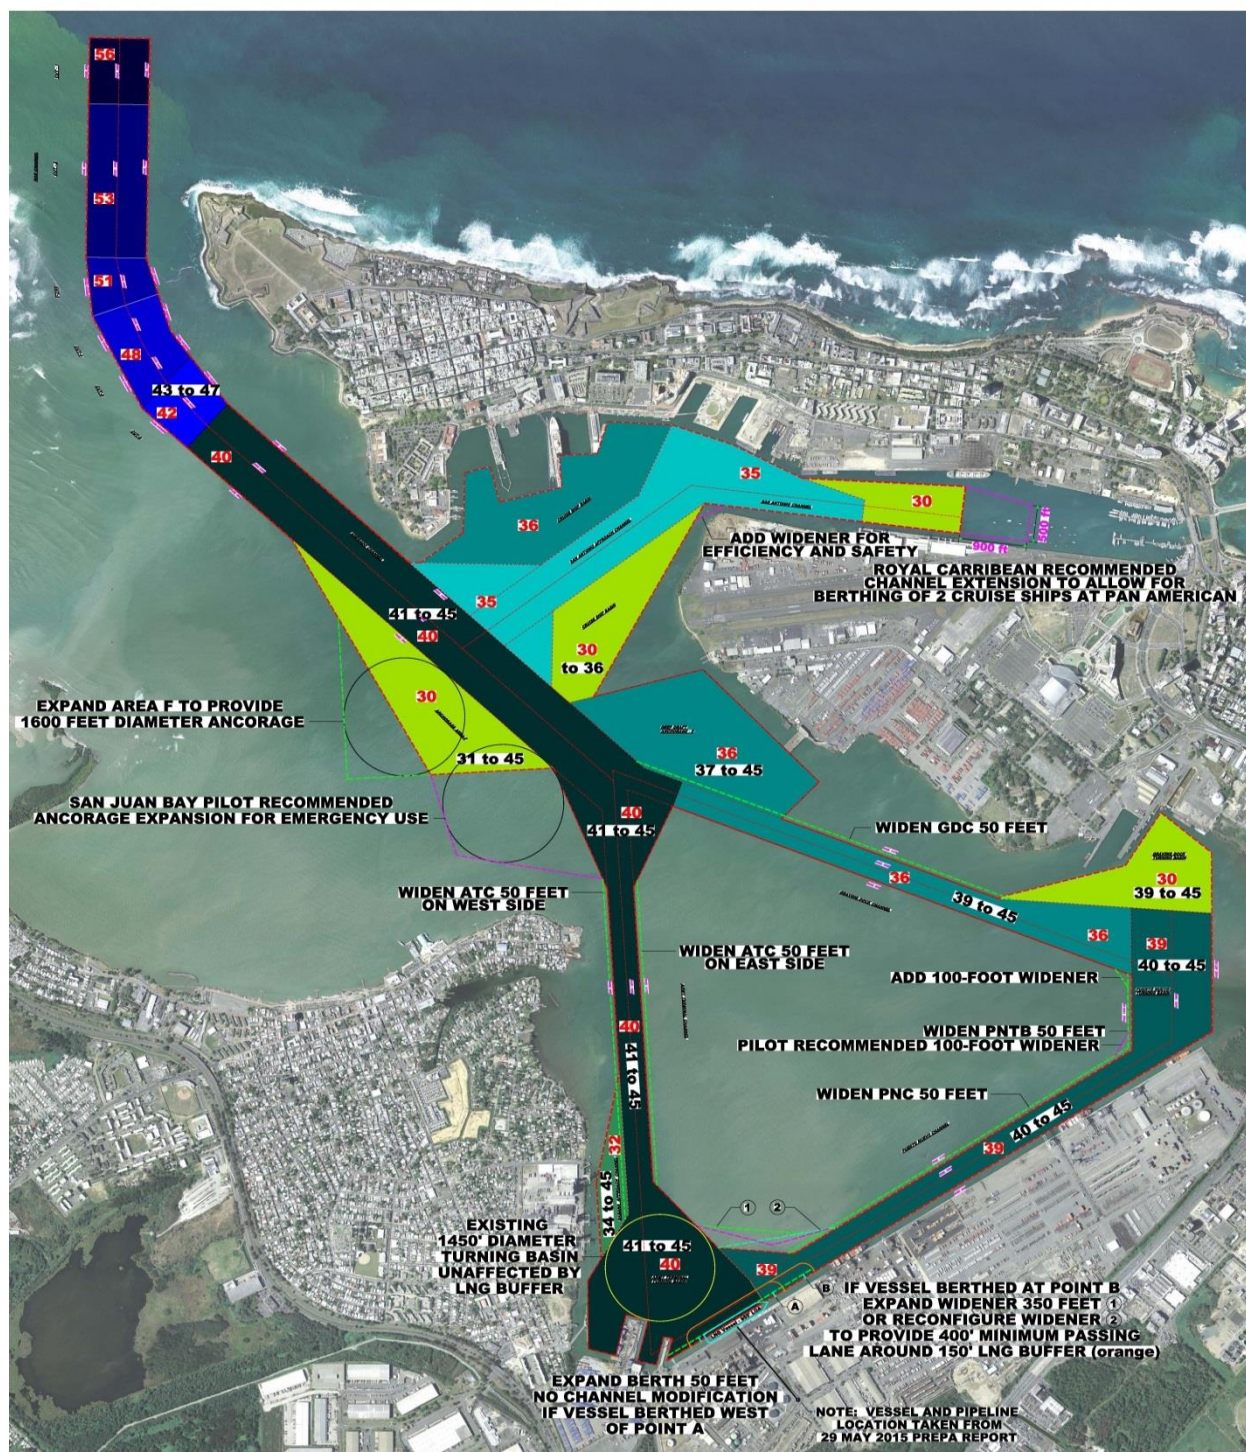 56
53
51
48
43 to 47
42
40
36
35
30
500 ft
900 ft
ADD WIDENER FOR
EFFICIENCY AND SAFETY
ROYAL CARRIBEAN RECOMMENDED
CHANNEL EXTENSION TO ALLOW FOR
BERTHING OF 2 CRUISE SHIPS AT PAN AMERICAN
35
41 to 45
40
30
to 36
30
31 to 45
EXPAND AREA F TO PROVIDE
1600 FEET DIAMETER ANCORAGE
SAN JUAN BAY PILOT RECOMMENDED
ANCORAGE EXPANSION FOR EMERGENCY USE
36
37 to 45
40
41 to 45
WIDEN GDC 50 FEET
36
39 to 45
30
39 to 45
36
39
40 to 45
WIDEN ATC 50 FEET
ON WEST SIDE
WIDEN ATC 50 FEET
ON EAST SIDE
ADD 100-FOOT WIDENER
WIDEN PNTB 50 FEET
PILOT RECOMMENDED 100-FOOT WIDENER
40
41 to 45
WIDEN PNC 50 FEET
39
40 to 45
32
34 to 45
1
2
EXISTING
1450' DIAMETER
TURNING BASIN
UNAFFECTED BY
LNG BUFFER
41 to 45
40
39
A
B IF VESSEL BERTHED AT POINT B
EXPAND WIDENER 350 FEET 1
OR RECONFIGURE WIDENER 2
TO PROVIDE 400' MINIMUM PASSING
LANE AROUND 150' LNG BUFFER (orange)
EXPAND BERTH 50 FEET
NO CHANNEL MODIFICATION
IF VESSEL BERTHED WEST
OF POINT A
NOTE: VESSEL AND PIPELINE
LOCATION TAKEN FROM
29 MAY 2015 PREPA REPORT